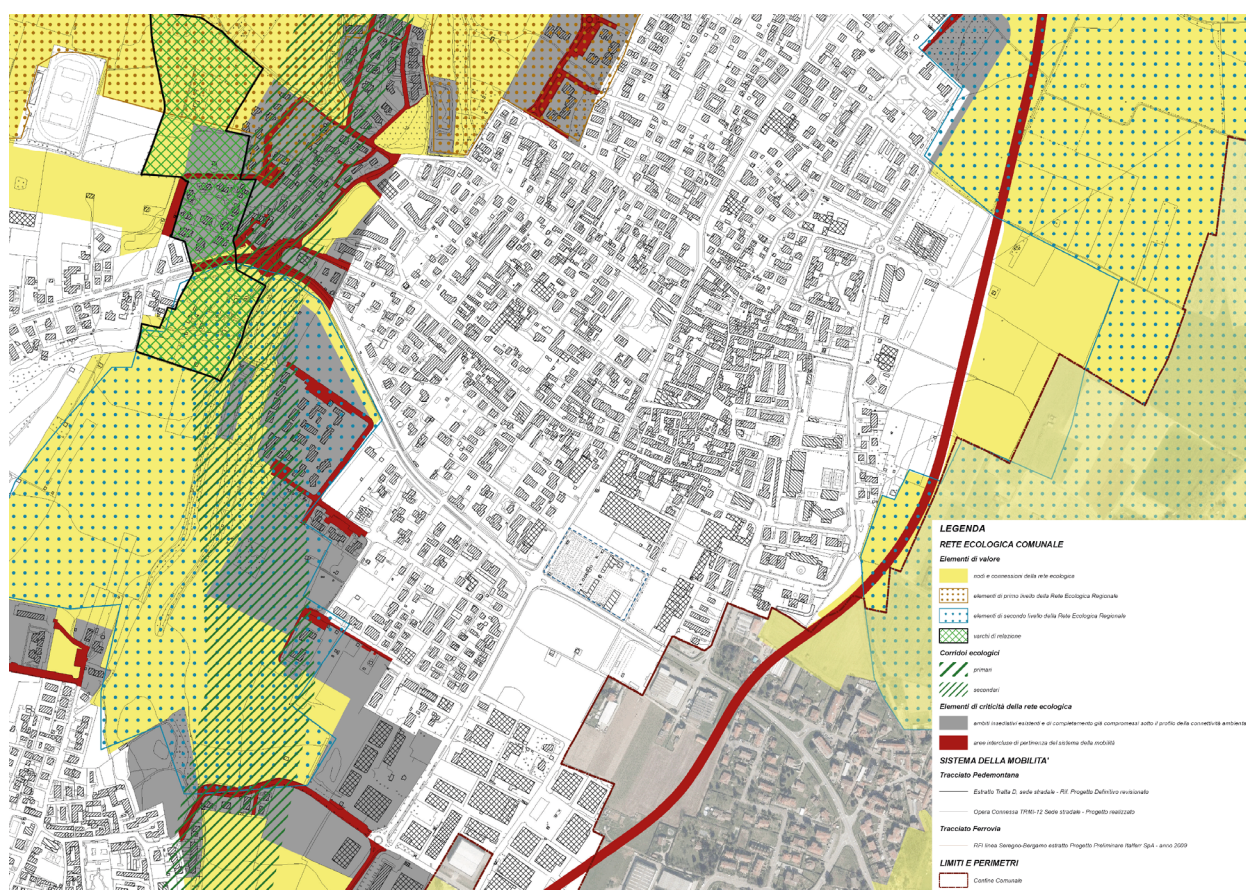 LEGENDA
RETE ECOLOGICA COMUNALE
Elementi di valore
nodi e connessioni della rete ecologica
elementi di primo livello della Rete Ecologica Regionale
elementi di secondo livello della Rete Ecologica Regionale
varchi di relazione
Corridoi ecologici
primari
secondari
Elementi di criticità della rete ecologica
ambiti insediativi esistenti e di completamento già compromessi sotto il profilo della connettività ambienta
aree intercluse di pertinenza del sistema della mobilità
SISTEMA DELLA MOBILITA'
Tracciato Pedemontana
Estratto Tratta D, sede stradale - Rif. Progetto Definitivo revisionato
Opera Connessa TRMI-12 Sede stradale - Progetto realizzato
Tracciato Ferrovia
RFI linea Seregno-Bergamo estratto Progetto Preliminare Italferr SpA - anno 2009
LIMITI E PERIMETRI
Confine Comunale